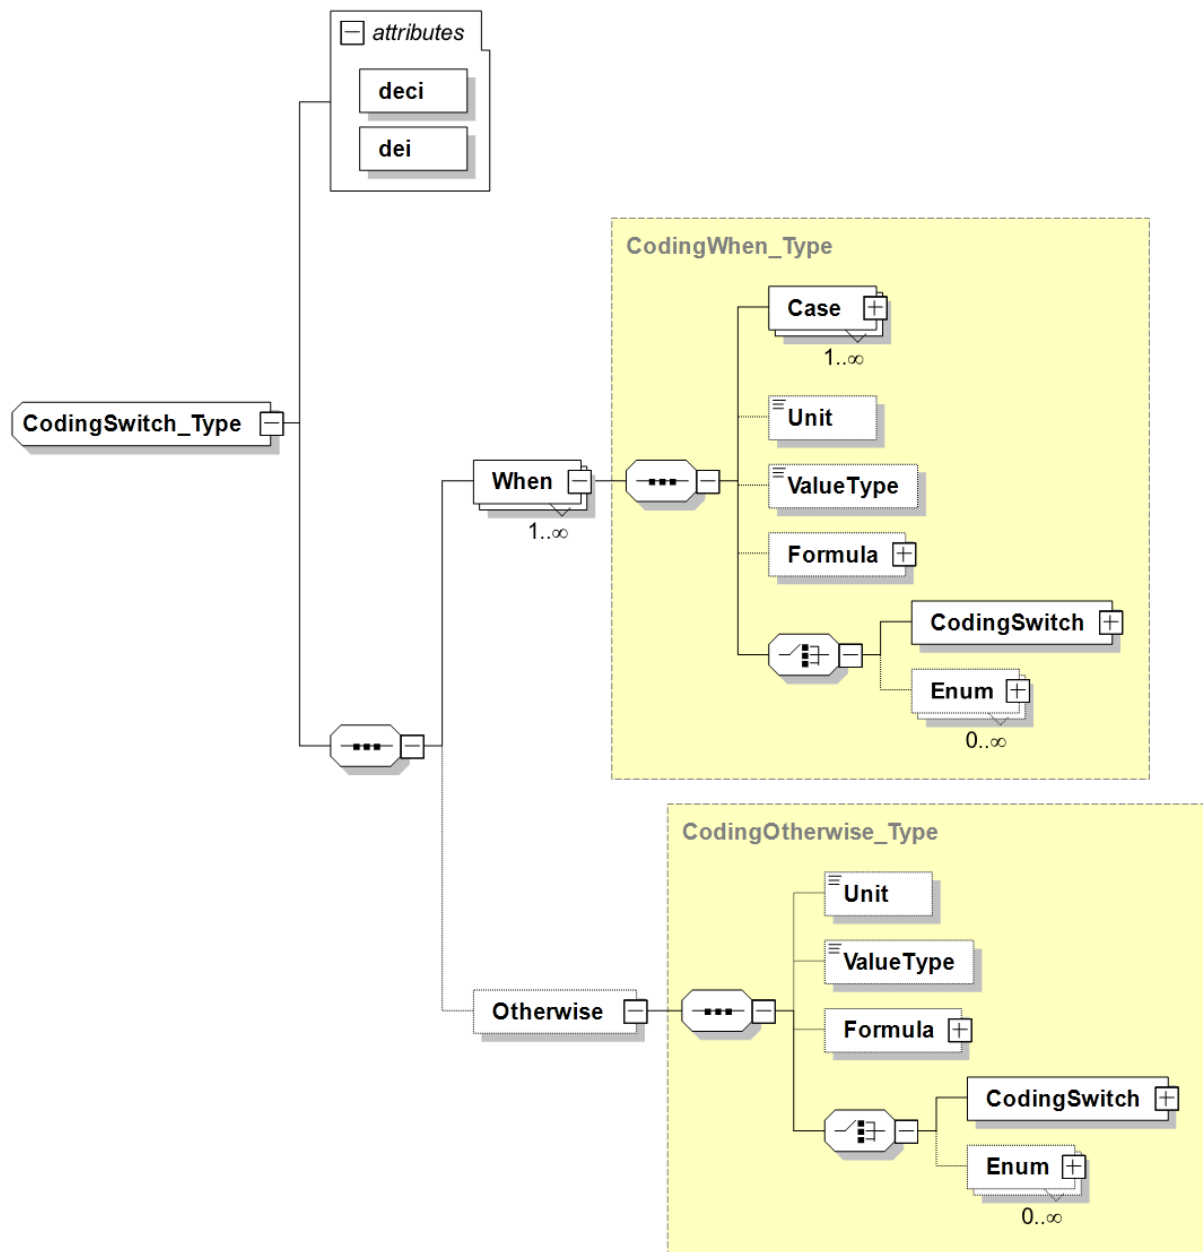 attributes
deci
dei
CodingWhen_Type
Case
1..∞
Unit
ValueType
Formula
CodingSwitch
Enum
0..∞
CodingSwitch_Type
When
1..∞
CodingOtherwise_Type
Unit
ValueType
Formula
CodingSwitch
Enum
0..∞
Otherwise